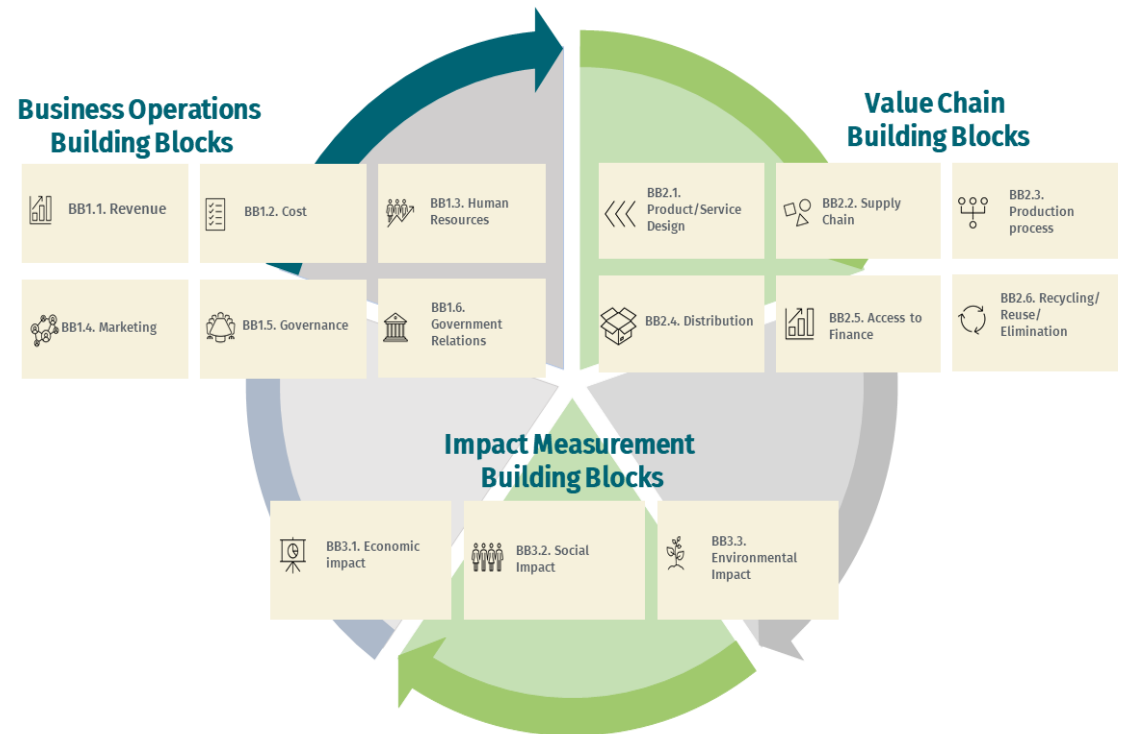 Business Operations
Building Blocks
BB1.1. Revenue
BB1.2. Cost
BB1.3. Human
Resources
BB1.4. Marketing
BB1.5. Governance
BB1.6.
Government
Relations
Value Chain
Building Blocks
BB2.1.
Product/Service
Design
BB2.2. Supply
Chain
BB2.3.
Production
process
BB2.4. Distribution
BB2.5. Access to
Finance
BB2.6. Recycling/
Reuse/
Elimination
Impact Measurement
Building Blocks
BB3.1. Economic
impact
BB3.2. Social
Impact
BB3.3.
Environmental
Impact